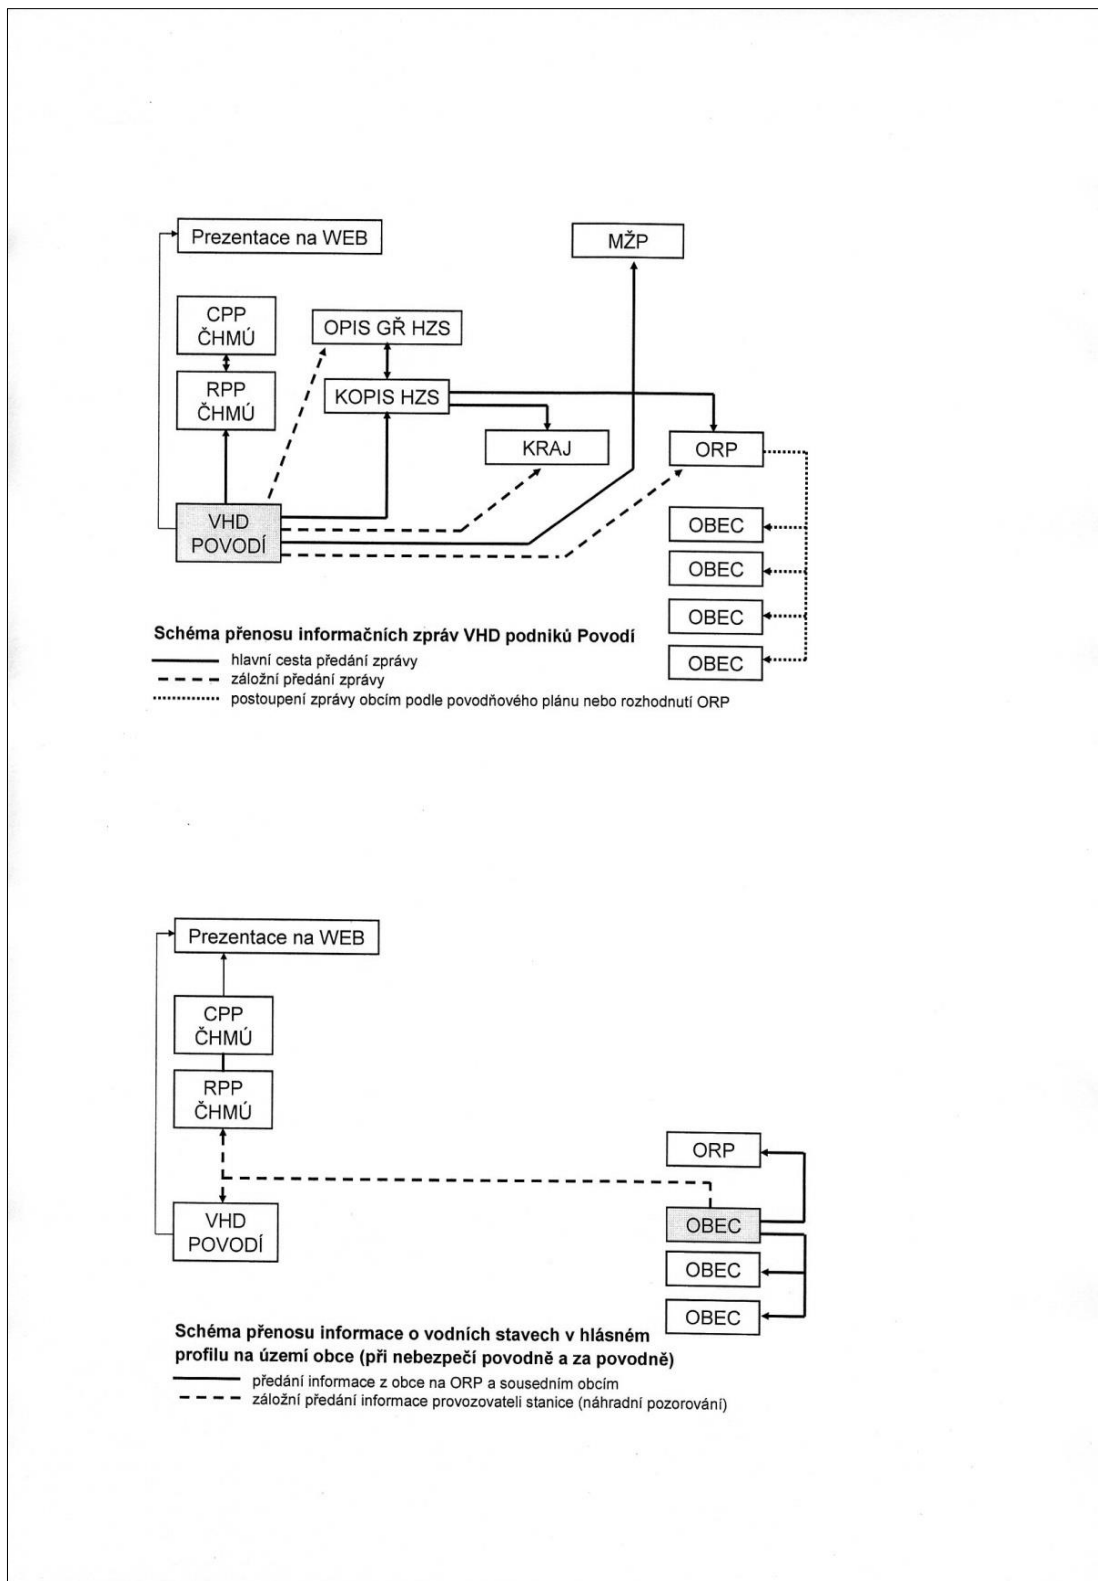 Prezentace na WEB
MŽP
CPP
ČHMÚ
OPIS GŘ HZS
RPP
ČHMÚ
KOPIS HZS
KRAJ
ORP
VHD
POVODÍ
OBEC
OBEC
OBEC
OBEC
Schéma přenosu informačních zpráv VHD podniků Povodí
hlavní cesta předání zprávy
záložní předání zprávy
postoupení zprávy obcím podle povodňového plánu nebo rozhodnutí ORP
Prezentace na WEB
CPP
ČHMÚ
RPP
ČHMÚ
ORP
VHD
POVODÍ
OBEC
OBEC
OBEC
Schéma přenosu informace o vodních stavech v hlásném
profilu na území obce (při nebezpečí povodně a za povodně)
předání informace z obce na ORP a sousedním obcím
záložní předání informace provozovateli stanice (náhradní pozorování)